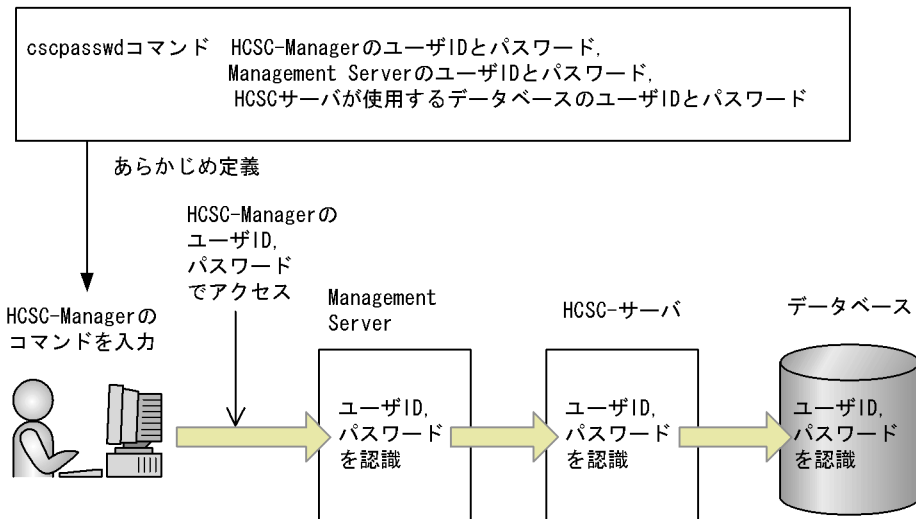 cscpasswdコマンド HCSC-ManagerのユーザIDとパスワード,
Management ServerのユーザIDとパスワード,
HCSCサーバが使用するデータベースのユーザIDとパスワード
あらかじめ定義
HCSC-Managerの
ユーザID,
パスワード
でアクセス
HCSC-Managerの
コマンドを入力
Management
Server
HCSC-サーバ
データベース
ユーザID,
パスワード
を認識
ユーザID,
パスワード
を認識
ユーザID,
パスワード
を認識